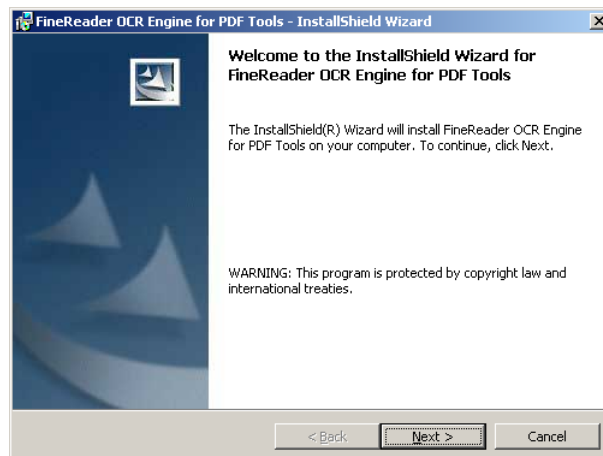 FineReader OCR Engine for PDF Tools - InstallShield Wizard
Welcome to the InstallShield Wizard for
FineReader OCR Engine for PDF Tools
The InstallShield(R) Wizard will install FineReader OCR Engine
for PDF Tools on your computer. To continue, click Next.
WARNING: This program is protected by copyright law and
international treaties.
< Back Next > Cancel